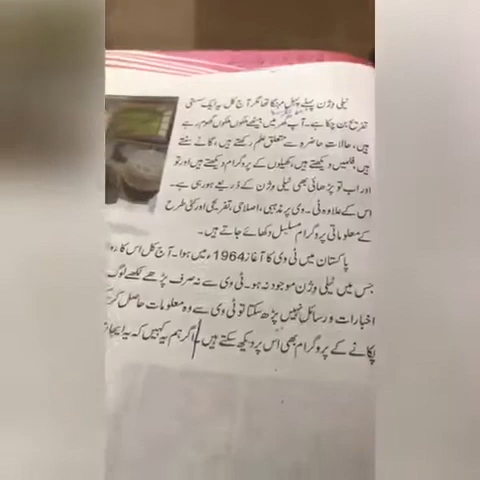 ٹیلی وژن پہلے پہل مہنگا تھا مگر آج کل یہ ایک سستی
تفریح بن چکا ہے۔ آپ گھر میں بیٹھے ملکوں ملکوں گھوم رہے
ہیں، حالات حاضرہ سے متعلق علم رکھتے ہیں، گانے سنتے
ہیں، فلمیں دیکھتے ہیں، کھیلوں کے پروگرام دیکھتے ہیں اور تو
اور اب تو پڑھائی بھی ٹیلی وژن کے ذریعے ہو رہی ہے۔
اس کے علاوہ ٹی۔وی پر مذہبی، اصلاحی، تفریحی اور کئی طرح
کے معلوماتی پروگرام مسلسل دکھائے جاتے ہیں۔
پاکستان میں ٹی وی کا آغاز 1964ء میں ہوا۔ آج کل اس کا
جس میں ٹیلی وژن موجود نہ ہو۔ ٹی وی سے نہ صرف پڑھے لکھے لوگ
اخبارات و رسائل نہیں پڑھ سکتا تو ٹی وی سے وہ معلومات حاصل
پکانے کے پروگرام بھی اس پر دیکھ سکتے ہیں۔ اگر ہم یہ کہیں کہ یہ